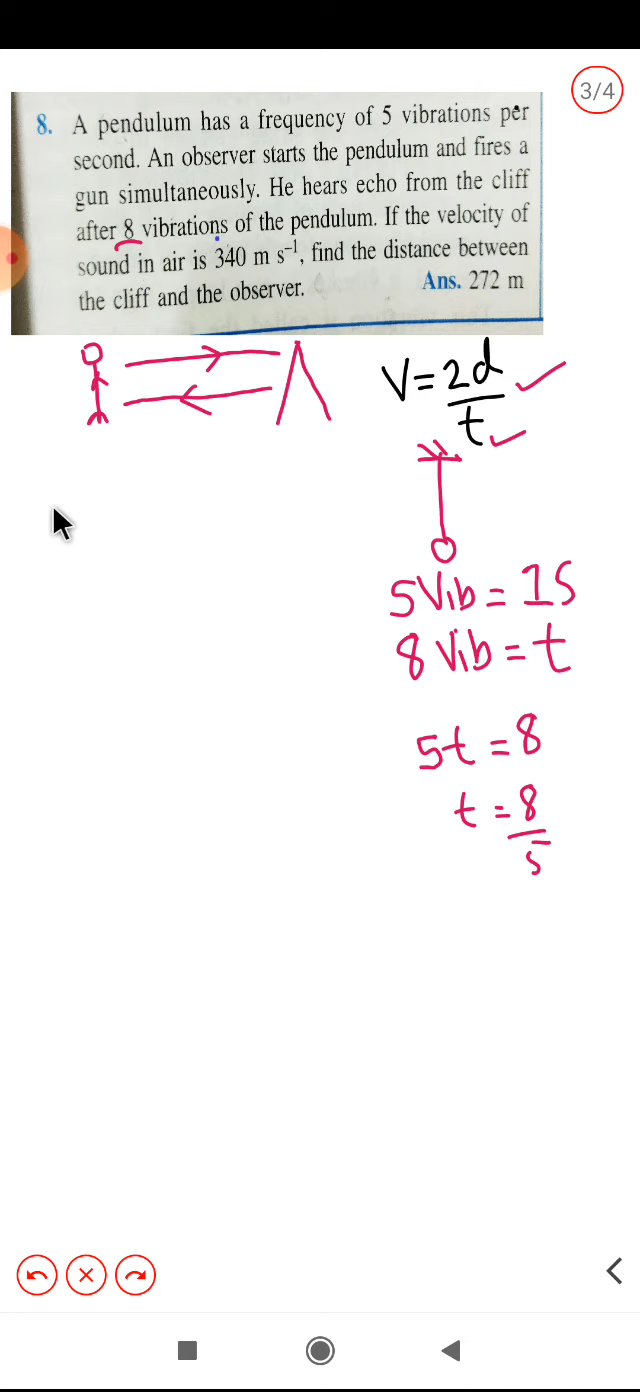 3/4
8. A pendulum has a frequency of 5 vibrations per
second. An observer starts the pendulum and fires a
gun simultaneously. He hears echo from the cliff
after 8 vibrations of the pendulum. If the velocity of
sound in air is 340 m s⁻¹, find the distance between
the cliff and the observer. Ans. 272 m
V = 2d/t
5 Vib = 1S
8 Vib = t
5t = 8
t = 8/5